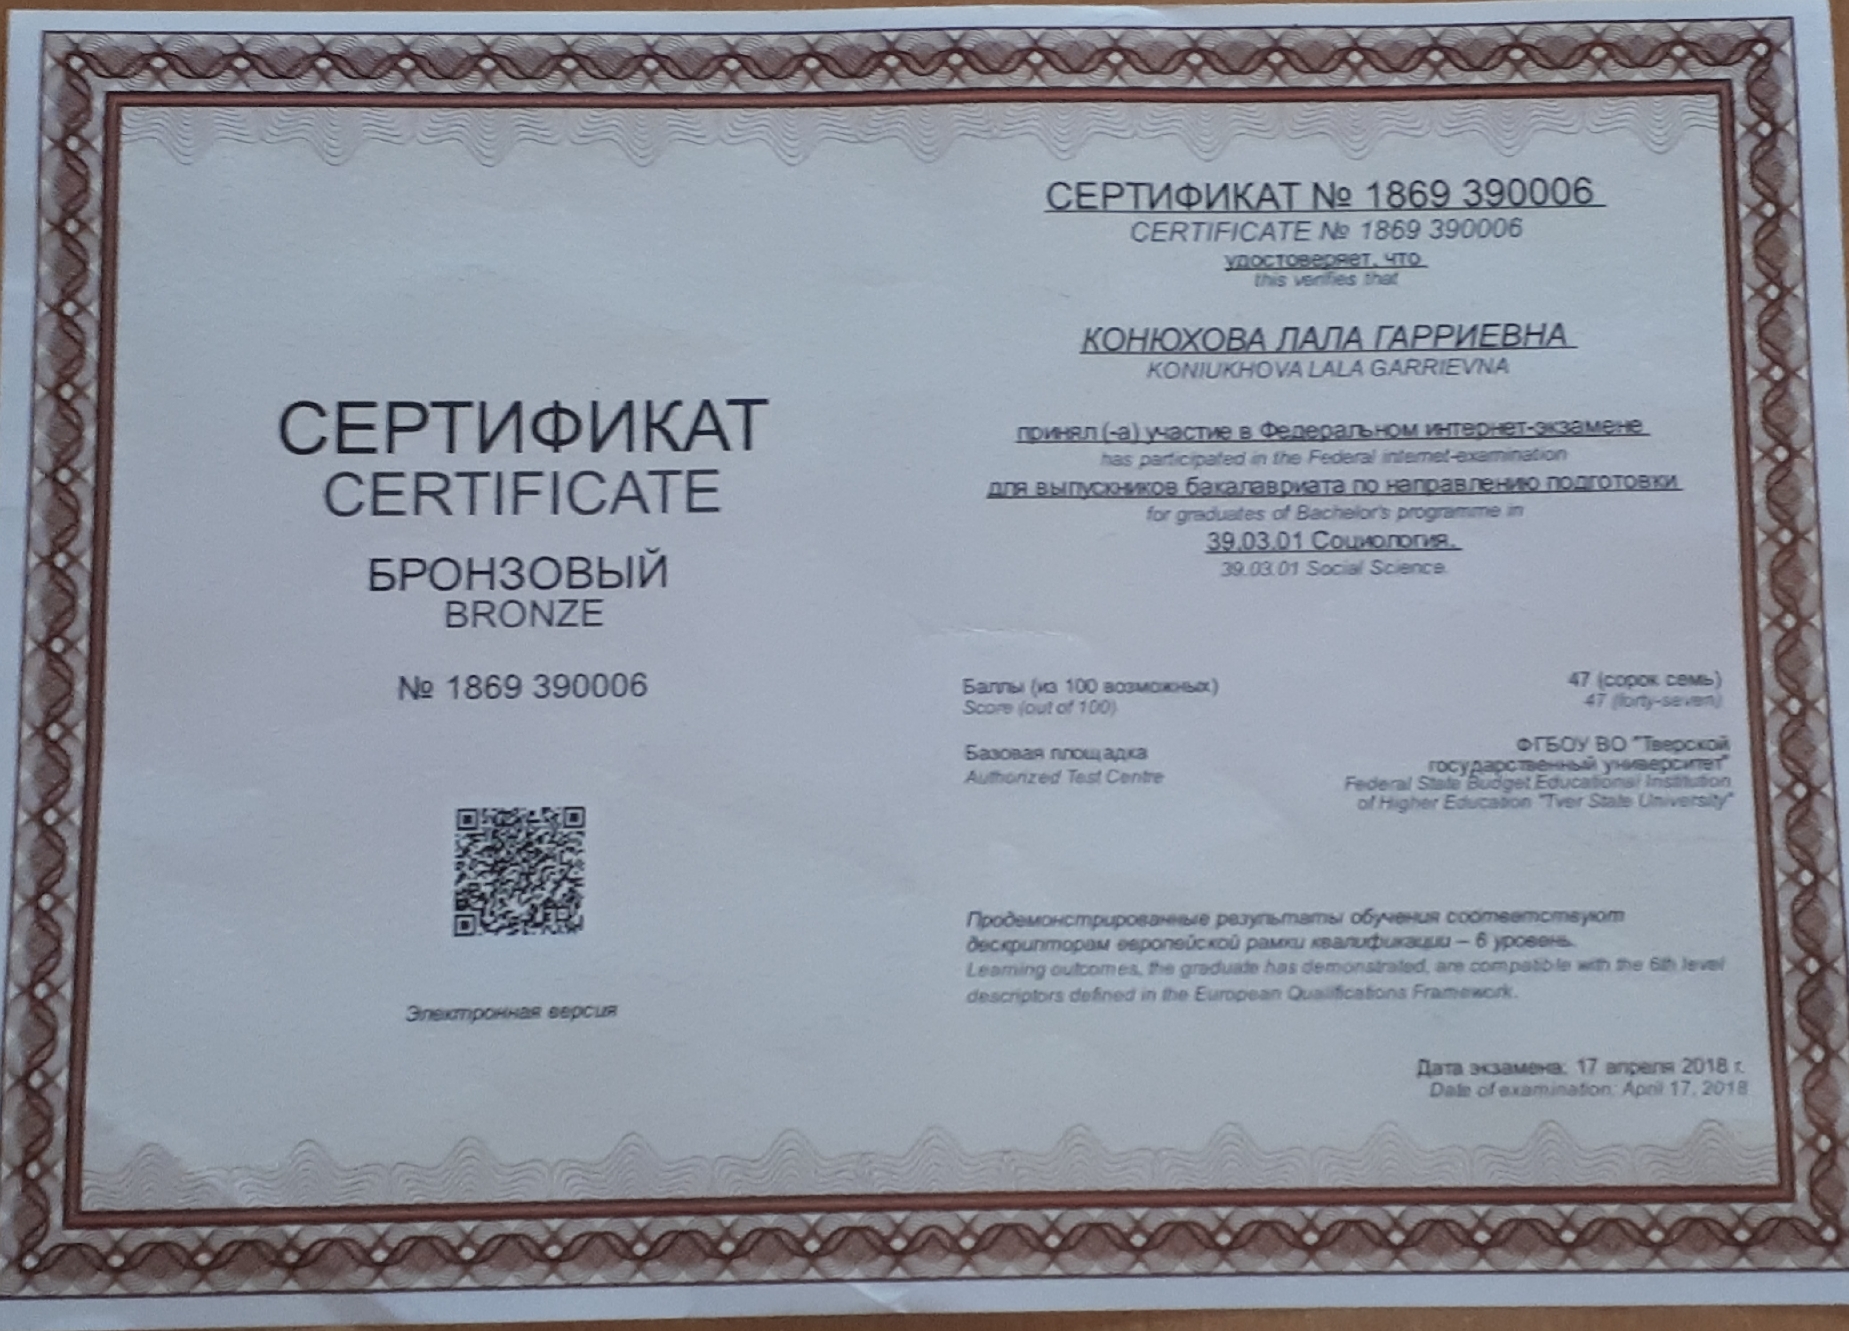 СЕРТИФИКАТ
CERTIFICATE
БРОНЗОВЫЙ
BRONZE
№ 1869 390006
Электронная версия
СЕРТИФИКАТ № 1869 390006
CERTIFICATE № 1869 390006
удостоверяет, что
this verifies that
КОНЮХОВА ЛАЛА ГАРРИЕВНА
KONIUKHOVA LALA GARRIEVNA
принял (-а) участие в Федеральном интернет-экзамене
has participated in the Federal internet-examination
для выпускников бакалавриата по направлению подготовки
for graduates of Bachelor's programme in
39.03.01 Социология.
39.03.01 Social Science.
Баллы (из 100 возможных) 47 (сорок семь)
Score (out of 100) 47 (forty-seven)
Базовая площадка
Authorized Test Centre
ФГБОУ ВО "Тверской
государственный университет"
Federal State Budget Educational Institution
of Higher Education "Tver State University"
Продемонстрированные результаты обучения соответствуют
дескрипторам европейской рамки квалификации – 6 уровень.
Learning outcomes, the graduate has demonstrated, are compatible with the 6th level
descriptors defined in the European Qualifications Framework.
Дата экзамена: 17 апреля 2018 г.
Date of examination: April 17, 2018